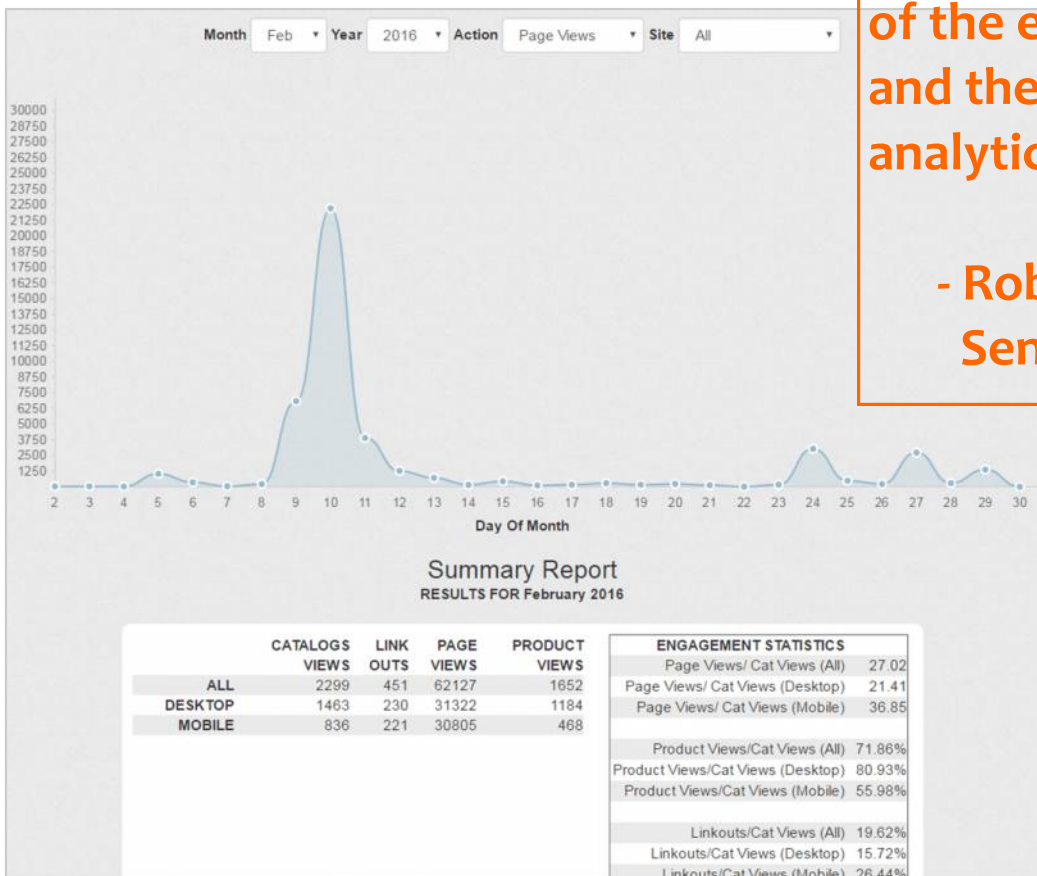 Month Feb Year 2016 Action Page Views Site All
of the e
and the
analytic
- Rob
Sen
30000
28750
27500
26250
25000
23750
22500
21250
20000
18750
17500
16250
15000
13750
12500
11250
10000
8750
7500
6250
5000
3750
2500
1250
2 3 4 5 6 7 8 9 10 11 12 13 14 15 16 17 18 19 20 21 22 23 24 25 26 27 28 29 30
Day Of Month
Summary Report
RESULTS FOR February 2016
CATALOGS LINK PAGE PRODUCT
VIEWS OUTS VIEWS VIEWS
ALL 2299 451 62127 1652
DESKTOP 1463 230 31322 1184
MOBILE 836 221 30805 468
ENGAGEMENT STATISTICS
Page Views/ Cat Views (All) 27.02
Page Views/ Cat Views (Desktop) 21.41
Page Views/ Cat Views (Mobile) 36.85
Product Views/Cat Views (All) 71.86%
Product Views/Cat Views (Desktop) 80.93%
Product Views/Cat Views (Mobile) 55.98%
Linkouts/Cat Views (All) 19.62%
Linkouts/Cat Views (Desktop) 15.72%
Linkouts/Cat Views (Mobile) 26.44%